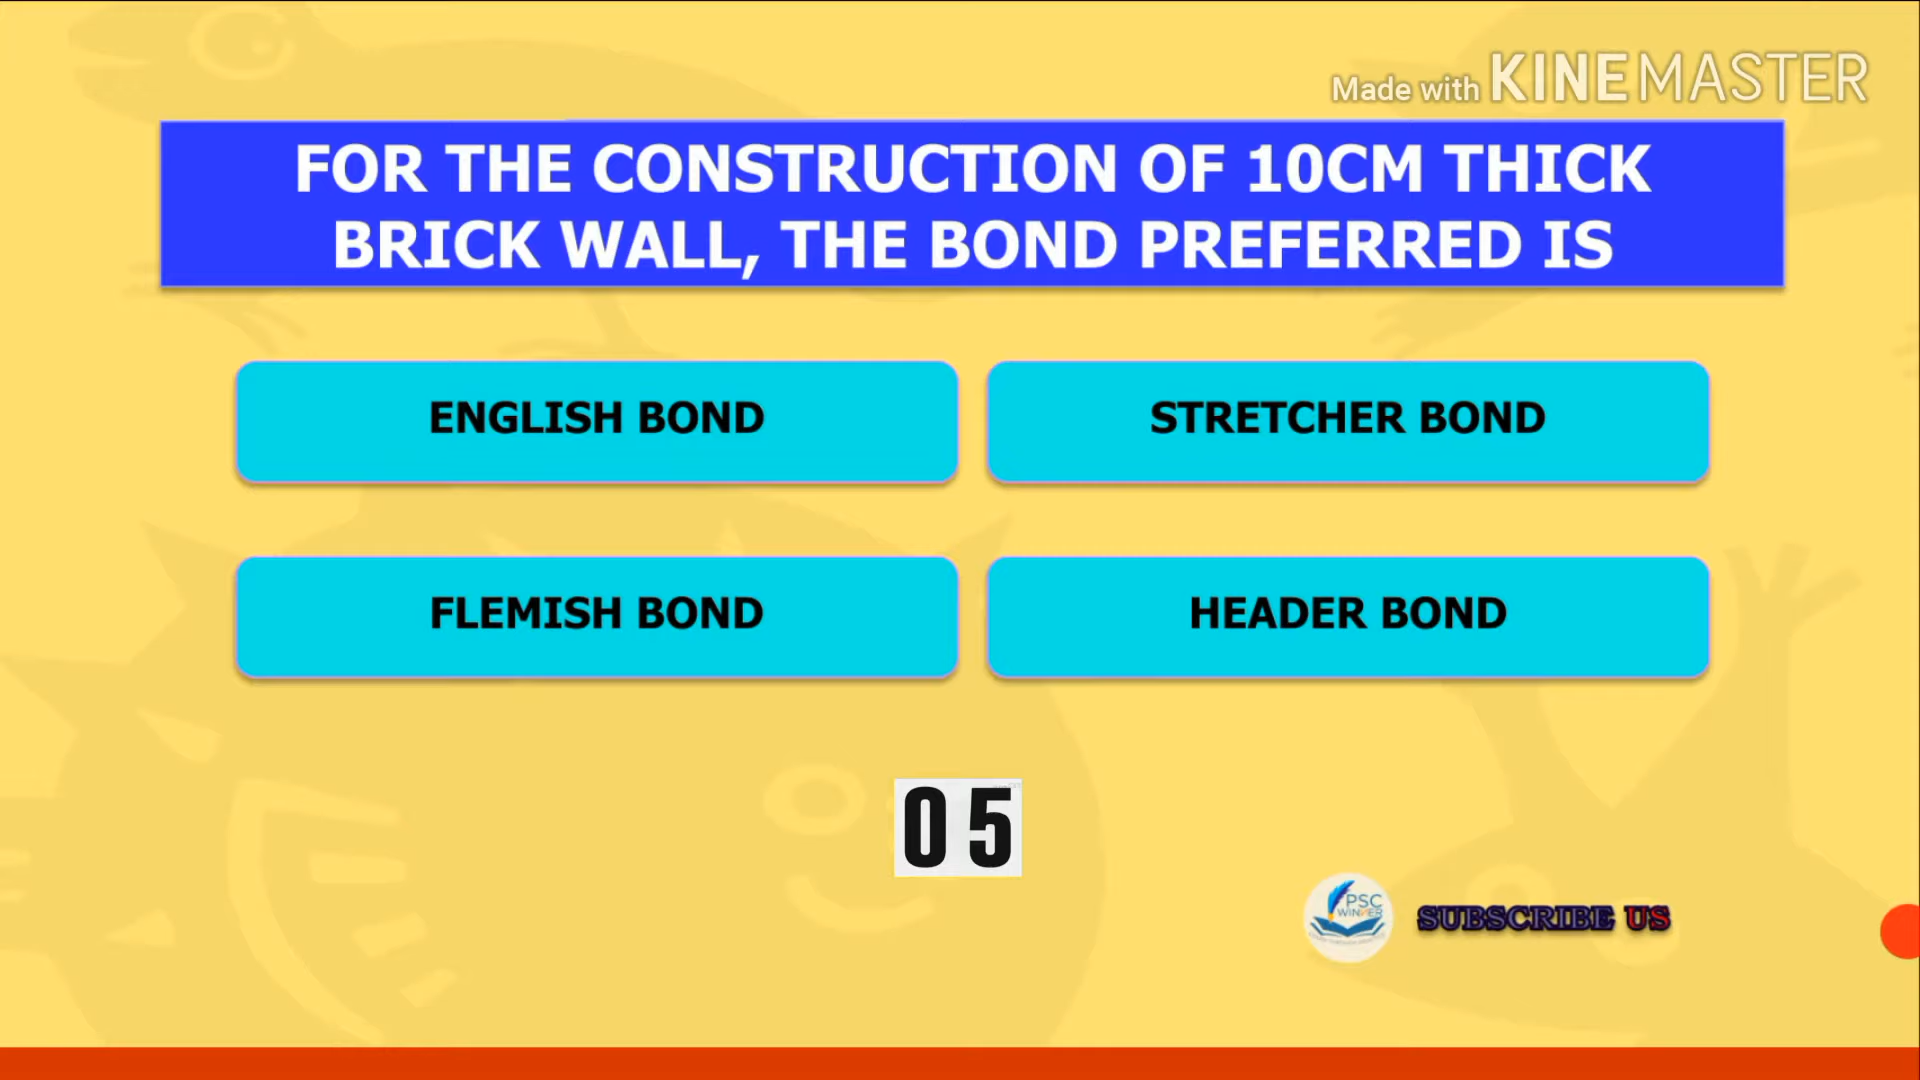 Made with KINEMASTER
FOR THE CONSTRUCTION OF 10CM THICK
BRICK WALL, THE BOND PREFERRED IS
ENGLISH BOND
STRETCHER BOND
FLEMISH BOND
HEADER BOND
05
PSC
WINNER
SUBSCRIBE US